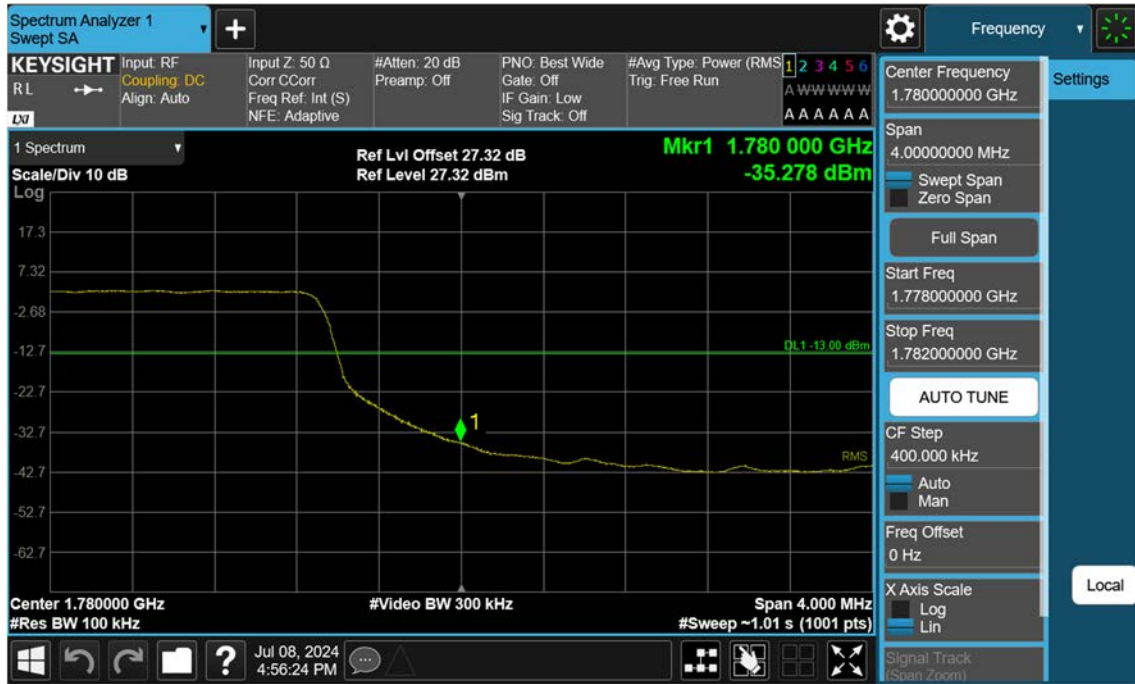 Spectrum Analyzer 1
Swept SA
Frequency
KEYSIGHT
RL
LXI
Input: RF
Coupling: DC
Align: Auto
Input Z: 50 Ω
Corr CCorr
Freq Ref: Int (S)
NFE: Adaptive
#Atten: 20 dB
Preamp: Off
PNO: Best Wide
Gate: Off
IF Gain: Low
Sig Track: Off
#Avg Type: Power (RMS
Trig: Free Run
1 2 3 4 5 6
A W W W W W
A A A A A A
1 Spectrum
Scale/Div 10 dB
Ref Lvl Offset 27.32 dB
Ref Level 27.32 dBm
Mkr1 1.780 000 GHz
-35.278 dBm
Log
17.3
7.32
-2.68
-12.7
-22.7
-32.7
-42.7
-52.7
-62.7
DL1 -13.00 dBm
1
RMS
Center 1.780000 GHz
#Video BW 300 kHz
Span 4.000 MHz
#Res BW 100 kHz
#Sweep ~1.01 s (1001 pts)
Jul 08, 2024
4:56:24 PM
Center Frequency
1.780000000 GHz
Span
4.00000000 MHz
Swept Span
Zero Span
Full Span
Start Freq
1.778000000 GHz
Stop Freq
1.782000000 GHz
AUTO TUNE
CF Step
400.000 kHz
Auto
Man
Freq Offset
0 Hz
X Axis Scale
Log
Lin
Signal Track
(Span Zoom)
Settings
Local